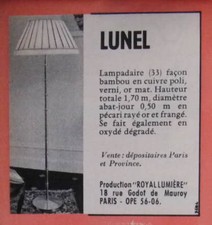 LUNEL
Lampadaire (33) façon
bambou en cuivre poli,
verni, or mat. Hauteur
totale 1,70 m, diamètre
abat-jour 0,50 m en
pécari rayé or et frangé.
Se fait également en
oxydé dégradé.
Vente : dépositaires Paris
et Province.
Production "ROYALLUMIÈRE"
18 rue Godot de Mauroy
PARIS - OPE 56-06.